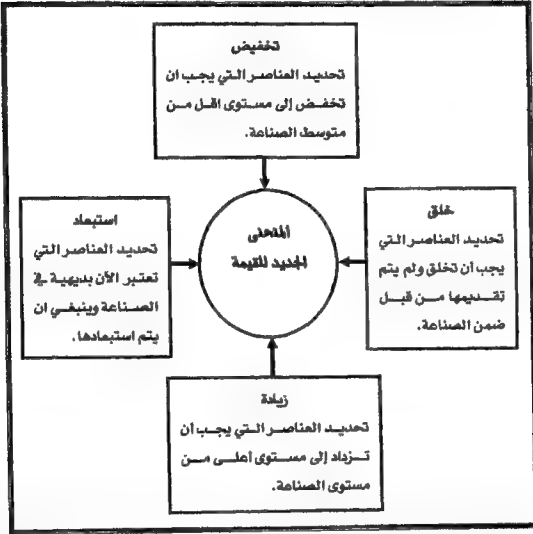 تخفيض
تحديد العناصر التي يجب ان
تخفض إلى مستوى اقل من
متوسط الصناعة.
خلق
تحديد العناصر التي
يجب أن تخلق ولم يتم
تقديمها من قبل
ضمن الصناعة.
المنحنى
الجديد للقيمة
استبعاد
تحديد العناصر التي
تعتبر الآن بديهية في
الصناعة وينبغي ان
يتم استبعادها.
زيادة
تحديد العناصر التي يجب أن
تزداد إلى مستوى أعلى من
مستوى الصناعة.